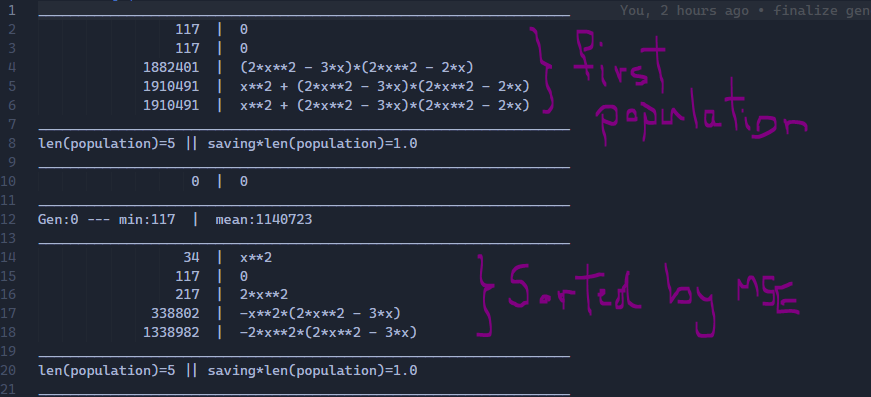 1 You, 2 hours ago • finalize gen
2 117 | 0
3 117 | 0
4 1882401 | (2*x**2 - 3*x)*(2*x**2 - 2*x)
5 1910491 | x**2 + (2*x**2 - 3*x)*(2*x**2 - 2*x)
6 1910491 | x**2 + (2*x**2 - 3*x)*(2*x**2 - 2*x)
} First
population
7
8 len(population)=5 || saving*len(population)=1.0
9
10 0 | 0
11
12 Gen:0 --- min:117 | mean:1140723
13
14 34 | x**2
15 117 | 0
16 217 | 2*x**2
17 338802 | -x**2*(2*x**2 - 3*x)
18 1338982 | -2*x**2*(2*x**2 - 3*x)
} Sorted by MSE
19
20 len(population)=5 || saving*len(population)=1.0
21